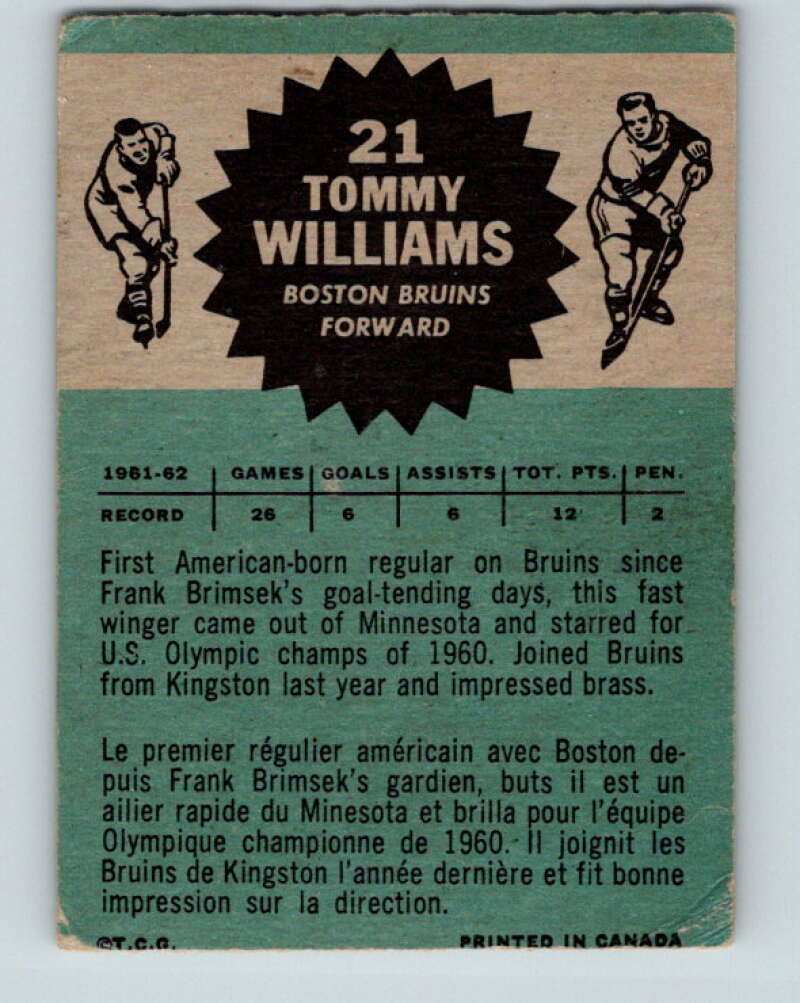 21
TOMMY
WILLIAMS
BOSTON BRUINS
FORWARD
1961-62 GAMES GOALS ASSISTS TOT. PTS. PEN.
RECORD 26 6 6 12 2
First American-born regular on Bruins since
Frank Brimsek's goal-tending days, this fast
winger came out of Minnesota and starred for
U.S. Olympic champs of 1960. Joined Bruins
from Kingston last year and impressed brass.
Le premier régulier américain avec Boston de-
puis Frank Brimsek's gardien, buts il est un
ailier rapide du Minesota et brilla pour l'équipe
Olympique championne de 1960. Il joignit les
Bruins de Kingston l'année dernière et fit bonne
impression sur la direction.
©T.C.G. PRINTED IN CANADA